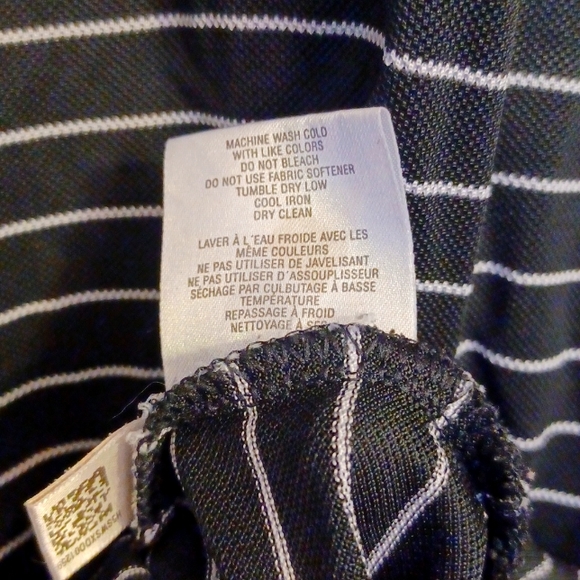 MACHINE WASH COLD
WITH LIKE COLORS
DO NOT BLEACH
DO NOT USE FABRIC SOFTENER
TUMBLE DRY LOW
COOL IRON
DRY CLEAN
LAVER À L'EAU FROIDE AVEC LES
MÊME COULEURS
NE PAS UTILISER DE JAVELISANT
NE PAS UTILISER D'ASSOUPLISSEUR
SÉCHAGE PAR CULBUTAGE À BASSE
TEMPÉRATURE
REPASSAGE À FROID
NETTOYAGE À